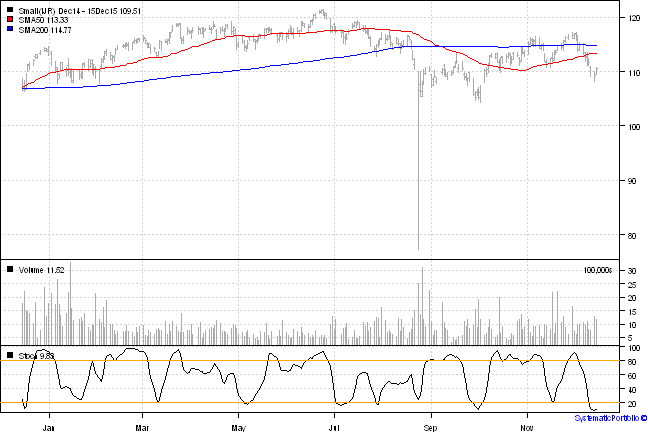 Small(IJR) Dec14 - 15Dec15 109.51
SMA50 113.33
SMA200 114.77
120
110
100
90
80
Volume 11.52
100,000s
30
25
20
15
10
5
Stoch 9.83
100
80
60
40
20
Jan Mar May Jul Sep Nov
SystematicPortfolio ©